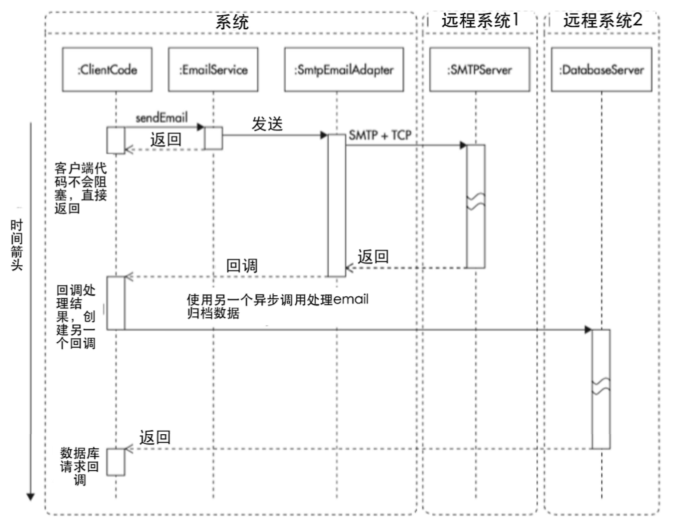 系统
远程系统1
远程系统2
:ClientCode
:EmailService
:SmtpEmailAdapter
:SMTPServer
:DatabaseServer
sendEmail
发送
返回
SMTP + TCP
客户端代
码不会阻
塞，直接
返回
时间箭头
返回
回调
回调处
理结
果，创
建另一
个回调
使用另一个异步调用处理email
归档数据
返回
数据库
请求回
调